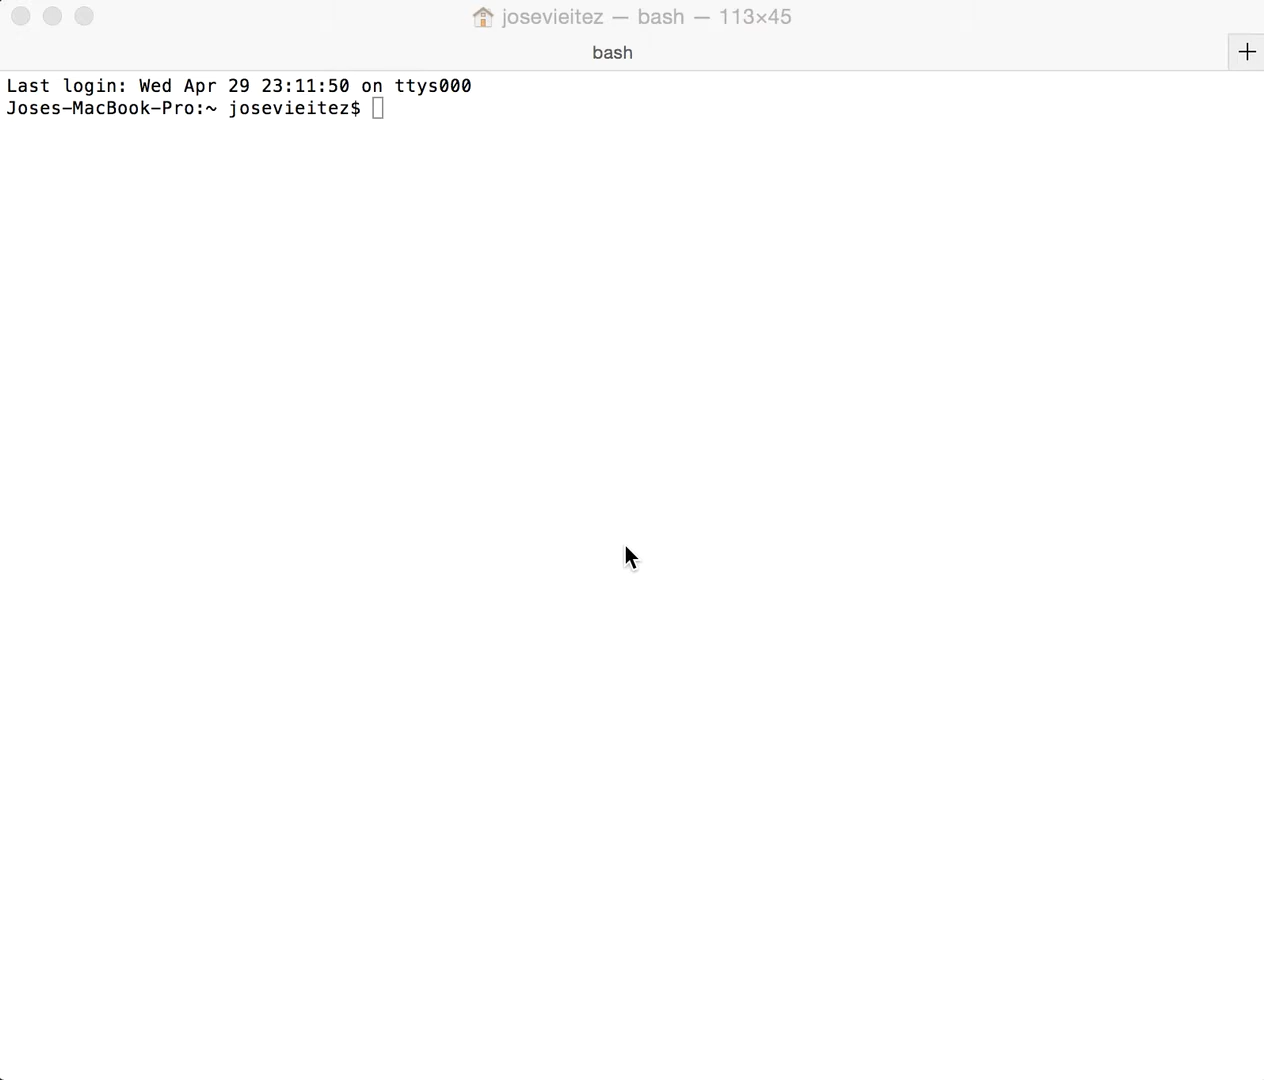 josevieitez — bash — 113×45
bash
Last login: Wed Apr 29 23:11:50 on ttys000
Joses-MacBook-Pro:~ josevieitez$